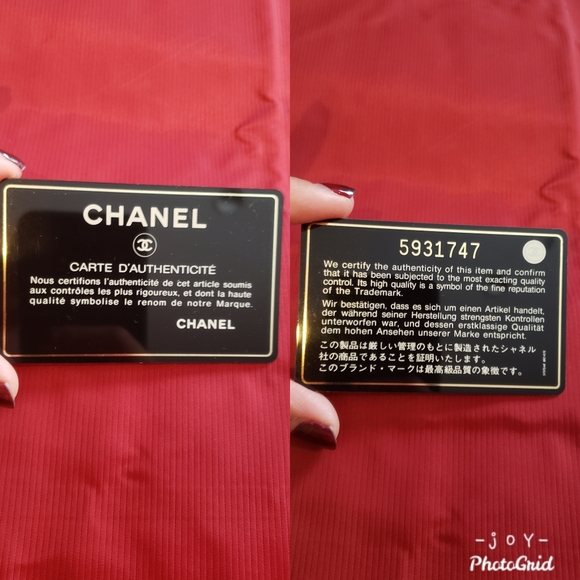 CHANEL
CARTE D'AUTHENTICITÉ
Nous certifions l'authenticité de cet article soumis
aux contrôles les plus rigoureux, et dont la haute
qualité symbolise le renom de notre Marque.
CHANEL
5931747
We certify the authenticity of this item and confirm
that it has been subjected to the most exacting quality
control. Its high quality is a symbol of the fine reputation
of the Trademark.
Wir bestätigen, dass es sich um einen Artikel handelt,
der während seiner Herstellung strengsten Kontrollen
unterworfen war, und dessen erstklassige Qualität
dem hohen Ansehen unserer Marke entspricht.
この製品は厳しい管理のもとに製造されたシャネル
社の商品であることを証明いたします。
このブランド・マークは最高級品質の象徴です。
-jOY-
PhotoGrid